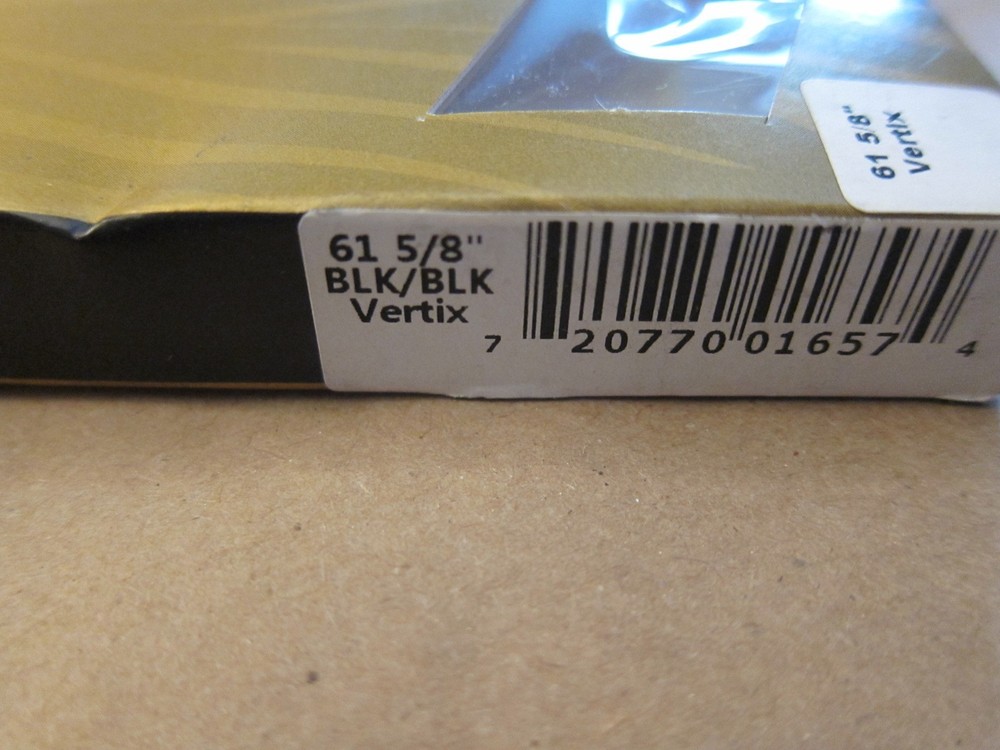 61 5/8"
Vertix
61 5/8"
BLK/BLK
Vertix
7 20770 01657 4